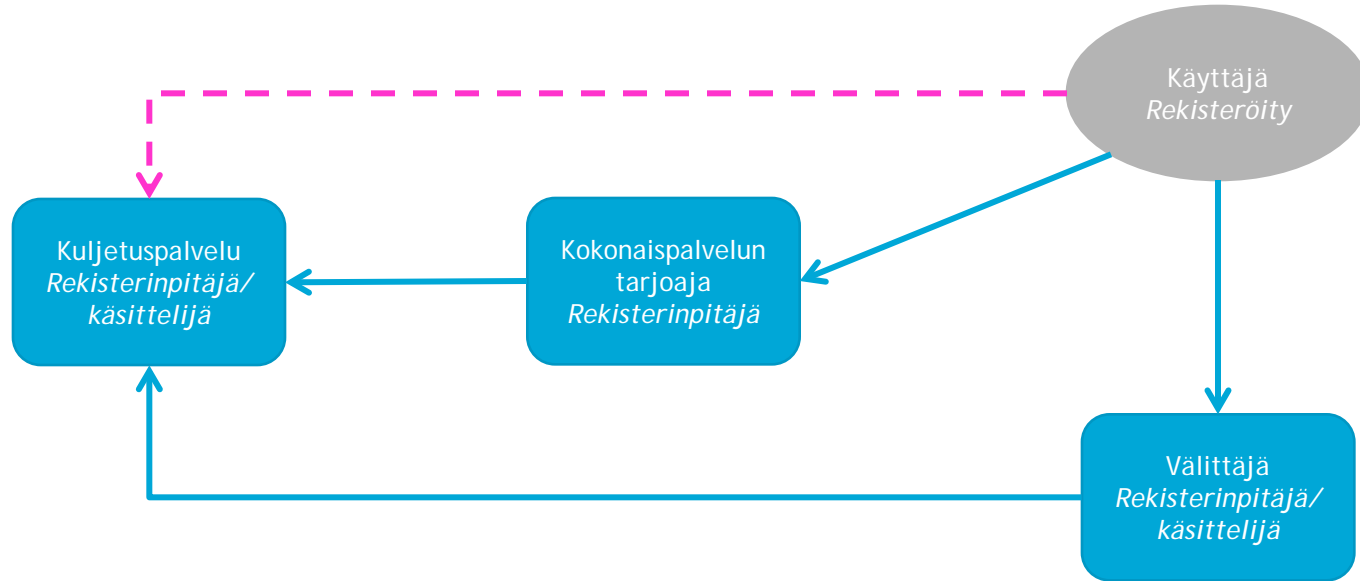 Käyttäjä
Rekisteröity
Kuljetuspalvelu
Rekisterinpitäjä/
käsittelijä
Kokonaispalvelun
tarjoaja
Rekisterinpitäjä
Välittäjä
Rekisterinpitäjä/
käsittelijä